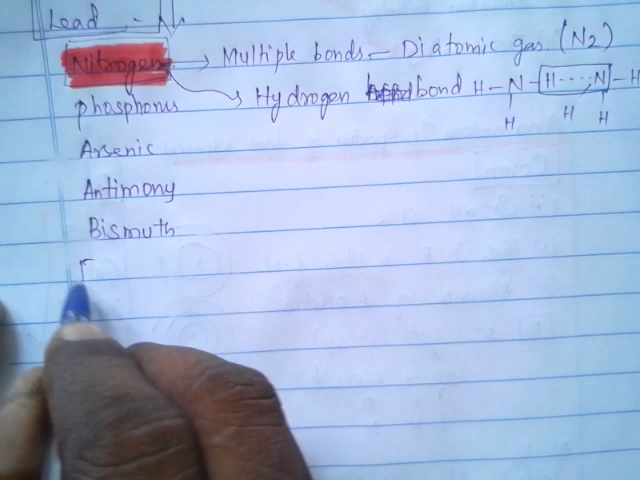 Lead
Nitrogen → Multiple bonds - Diatomic gas (N2)
phosphorus → Hydrogen bond H-N-H....N-H
H H H
Arsenic
Antimony
Bismuth